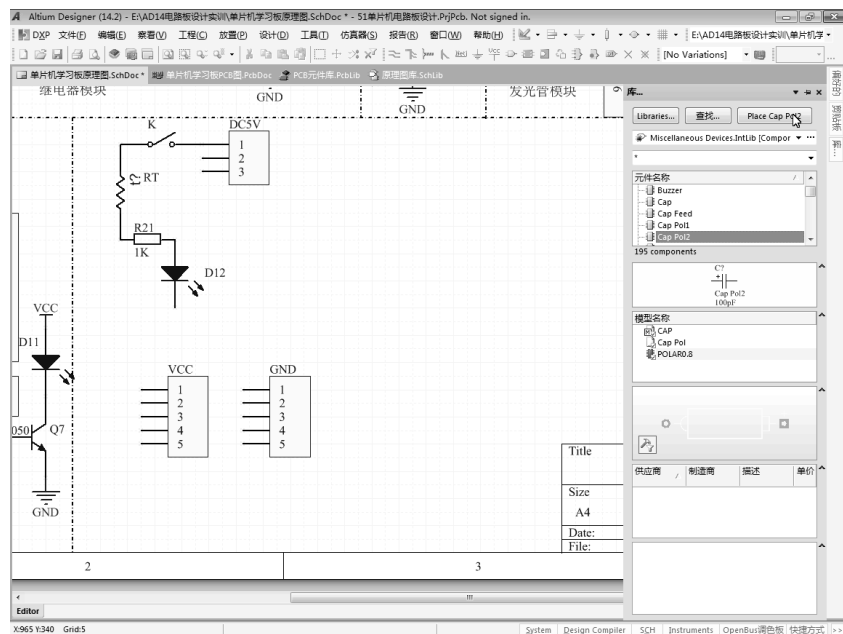 Altium Designer (14.2) - E:\AD14电路板设计实训\单片机学习板原理图.SchDoc * - 51单片机电路板设计.PrjPcb. Not signed in.
DXP 文件(F) 编辑(E) 察看(V) 工程(C) 放置(P) 设计(D) 工具(T) 仿真器(S) 报告(R) 窗口(W) 帮助(H) E:\AD14电路板设计实训\单片机学
[No Variations]
单片机学习板原理图.SchDoc * 单片机学习板PCB图.PcbDoc PCB元件库.PcbLib 原理图库.SchLib
继电器模块
GND
GND
发光管模块
K
DC5V
1
2
3
t?
RT
R21
1K
D12
VCC
D11
050
Q7
GND
VCC
1
2
3
4
5
GND
1
2
3
4
5
Title
Size
A4
Date:
File:
2
3
库...
Libraries... 查找... Place Cap Pol2
Miscellaneous Devices.IntLib [Compor
*
元件名称
Buzzer
Cap
Cap Feed
Cap Pol1
Cap Pol2
195 components
C?
Cap Pol2
100pF
模型名称
CAP
Cap Pol
POLAR0.8
供应商 制造商 描述 单价
Editor
X:965 Y:340 Grid:5
System Design Compiler SCH Instruments OpenBus调色板 快捷方式 >>